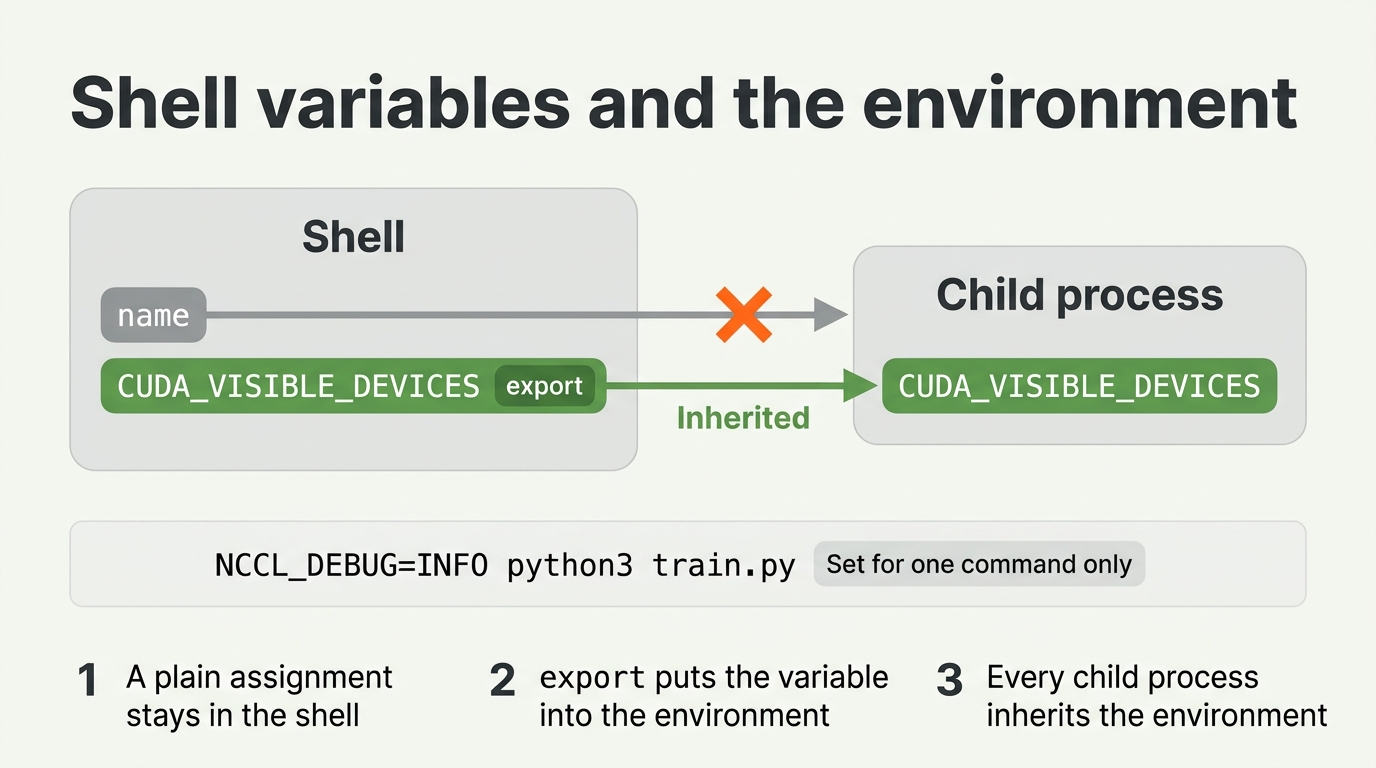 Shell variables and the environment
Shell
name
CUDA_VISIBLE_DEVICES export
Inherited
Child process
CUDA_VISIBLE_DEVICES
NCCL_DEBUG=INFO python3 train.py Set for one command only
1 A plain assignment
stays in the shell
2 export puts the variable
into the environment
3 Every child process
inherits the environment